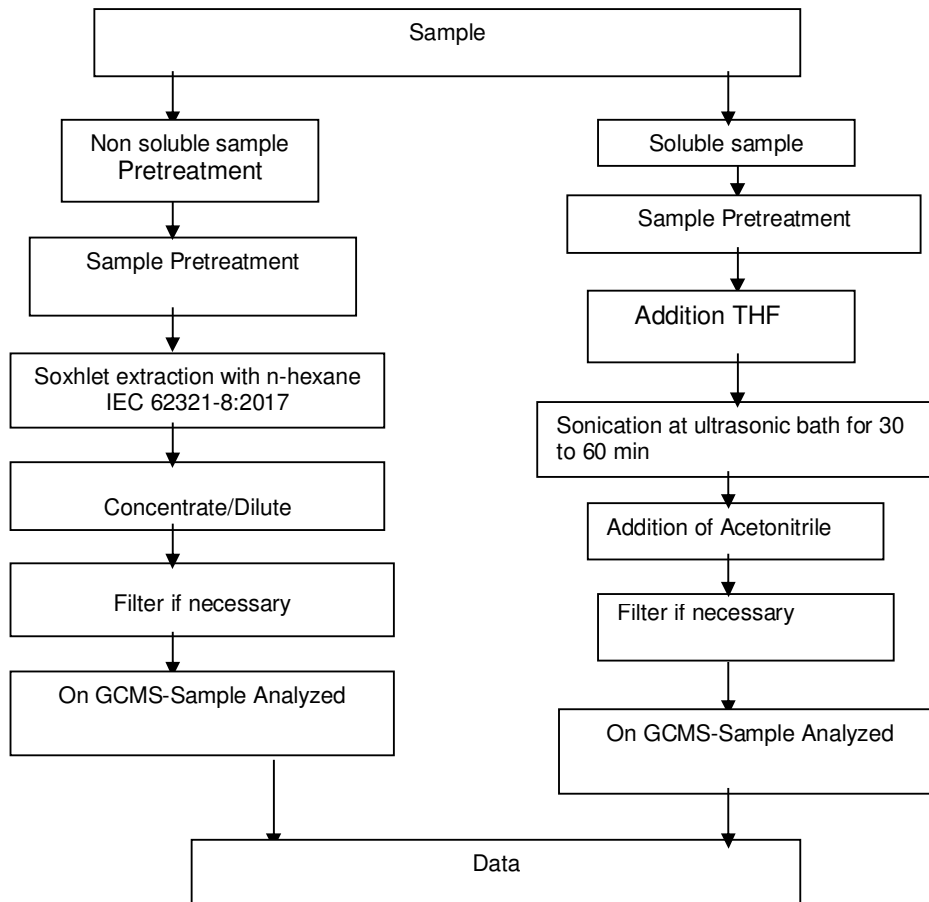 Sample
Non soluble sample
Pretreatment
Sample Pretreatment
Soxhlet extraction with n-hexane
IEC 62321-8:2017
Concentrate/Dilute
Filter if necessary
On GCMS-Sample Analyzed
Soluble sample
Sample Pretreatment
Addition THF
Sonication at ultrasonic bath for 30
to 60 min
Addition of Acetonitrile
Filter if necessary
On GCMS-Sample Analyzed
Data